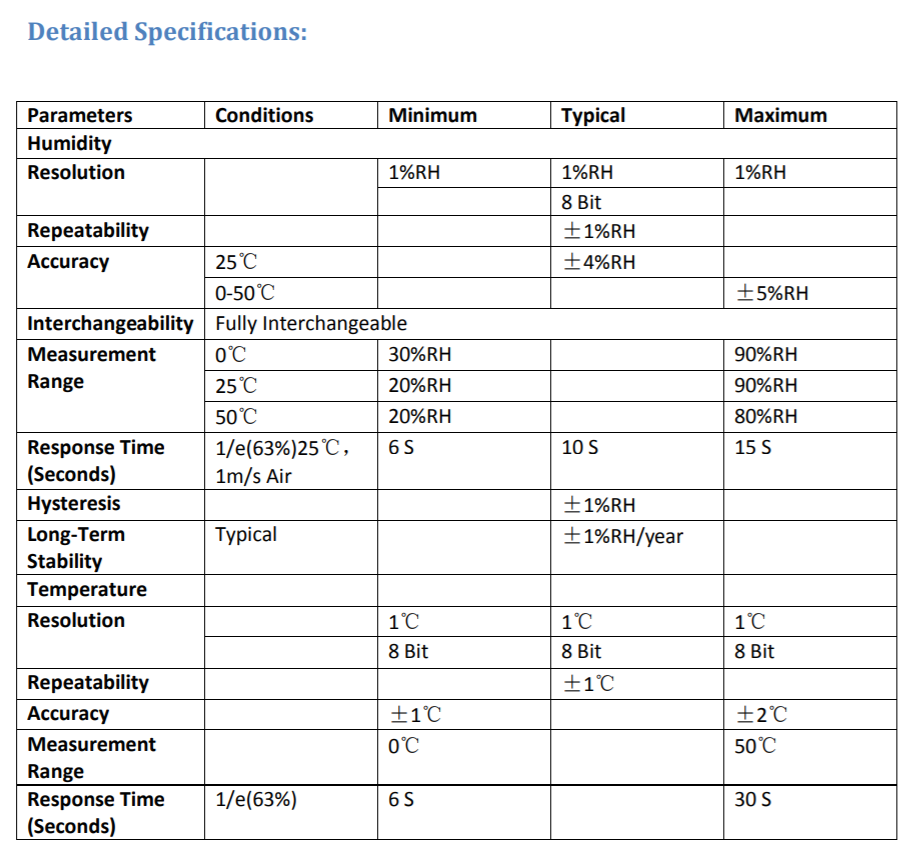 Detailed Specifications:
Parameters Conditions Minimum Typical Maximum
Humidity
Resolution 1%RH 1%RH 1%RH
8 Bit
Repeatability ±1%RH
Accuracy 25℃ ±4%RH
0-50℃ ±5%RH
Interchangeability Fully Interchangeable
Measurement 0℃ 30%RH 90%RH
Range 25℃ 20%RH 90%RH
50℃ 20%RH 80%RH
Response Time 1/e(63%)25℃， 6 S 10 S 15 S
(Seconds) 1m/s Air
Hysteresis ±1%RH
Long-Term Typical ±1%RH/year
Stability
Temperature
Resolution 1℃ 1℃ 1℃
8 Bit 8 Bit 8 Bit
Repeatability ±1℃
Accuracy ±1℃ ±2℃
Measurement 0℃ 50℃
Range
Response Time 1/e(63%) 6 S 30 S
(Seconds)